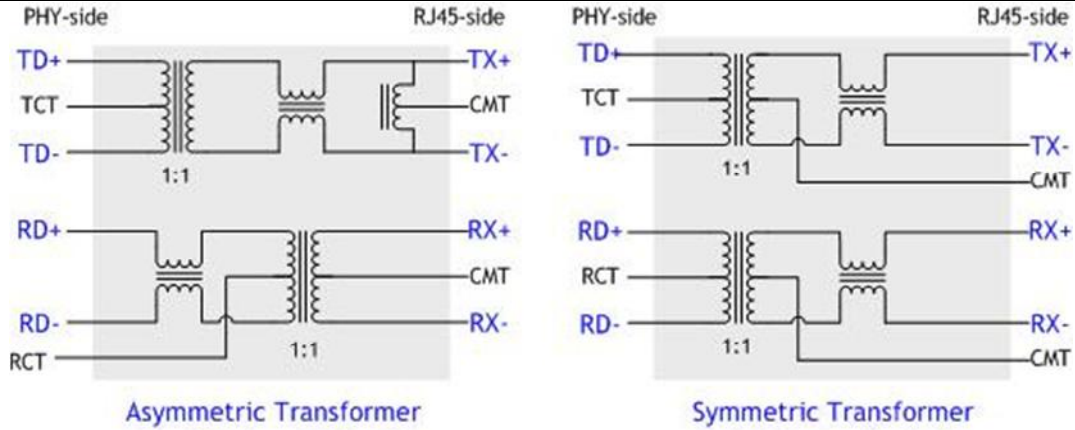 PHY-side RJ45-side PHY-side RJ45-side
TD+ TX+ TD+ TX+
TCT CMT TCT
TD- TX- TD- TX-
1:1 1:1
CMT
RD+ RX+ RD+ RX+
RCT
CMT
RD- RX- RD- RX-
1:1 1:1
RCT CMT
Asymmetric Transformer Symmetric Transformer